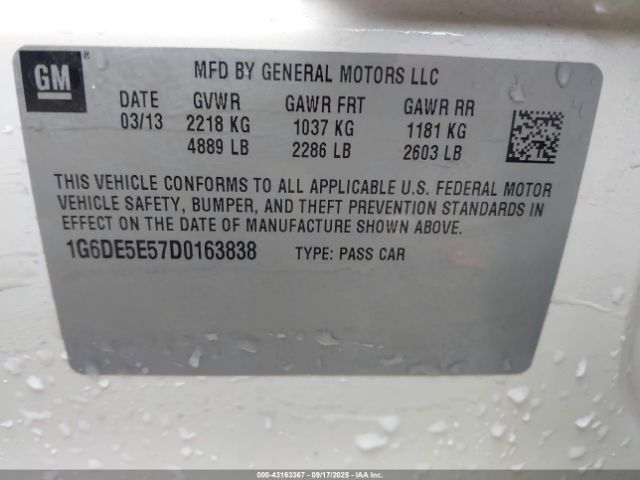 GM
MFD BY GENERAL MOTORS LLC
DATE GVWR GAWR FRT GAWR RR
03/13 2218 KG 1037 KG 1181 KG
4889 LB 2286 LB 2603 LB
THIS VEHICLE CONFORMS TO ALL APPLICABLE U.S. FEDERAL MOTOR
VEHICLE SAFETY, BUMPER, AND THEFT PREVENTION STANDARDS IN
EFFECT ON THE DATE OF MANUFACTURE SHOWN ABOVE.
1G6DE5E57D0163838 TYPE: PASS CAR
000-43163367 - 09/17/2025 - IAAI.COM